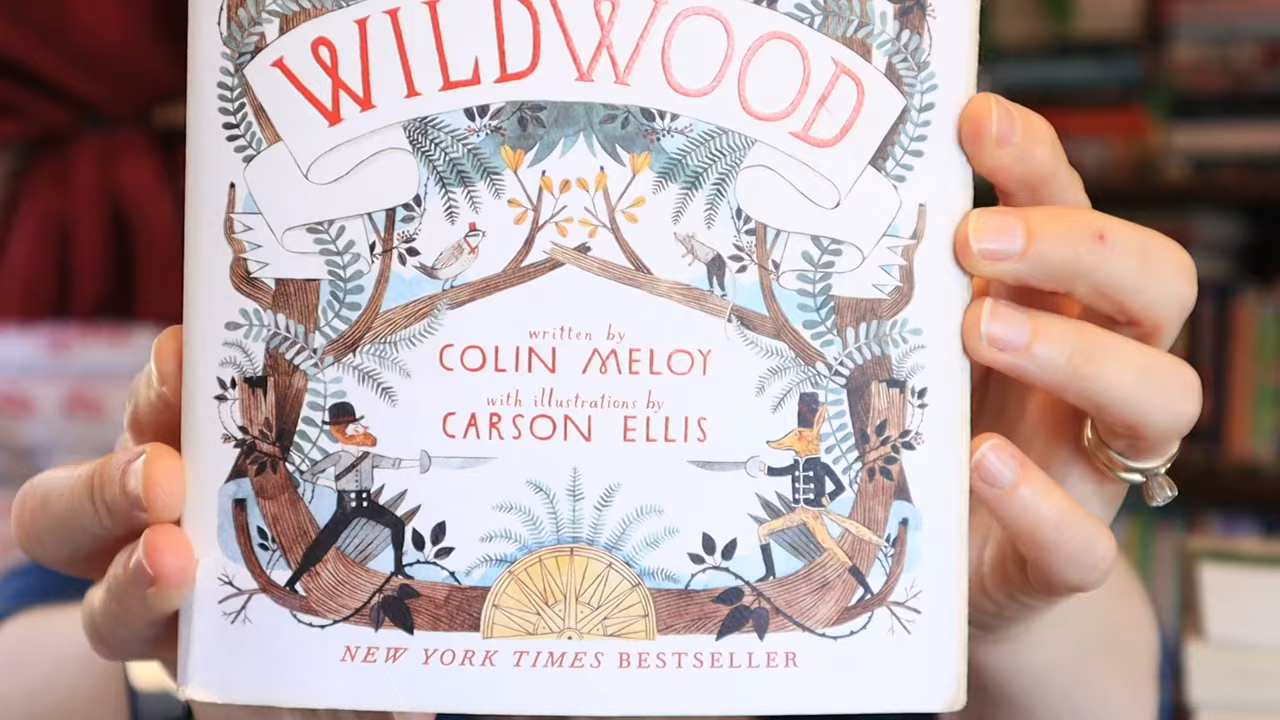 WILDWOOD
written by
COLIN MELOY
with illustrations by
CARSON ELLIS
NEW YORK TIMES BESTSELLER